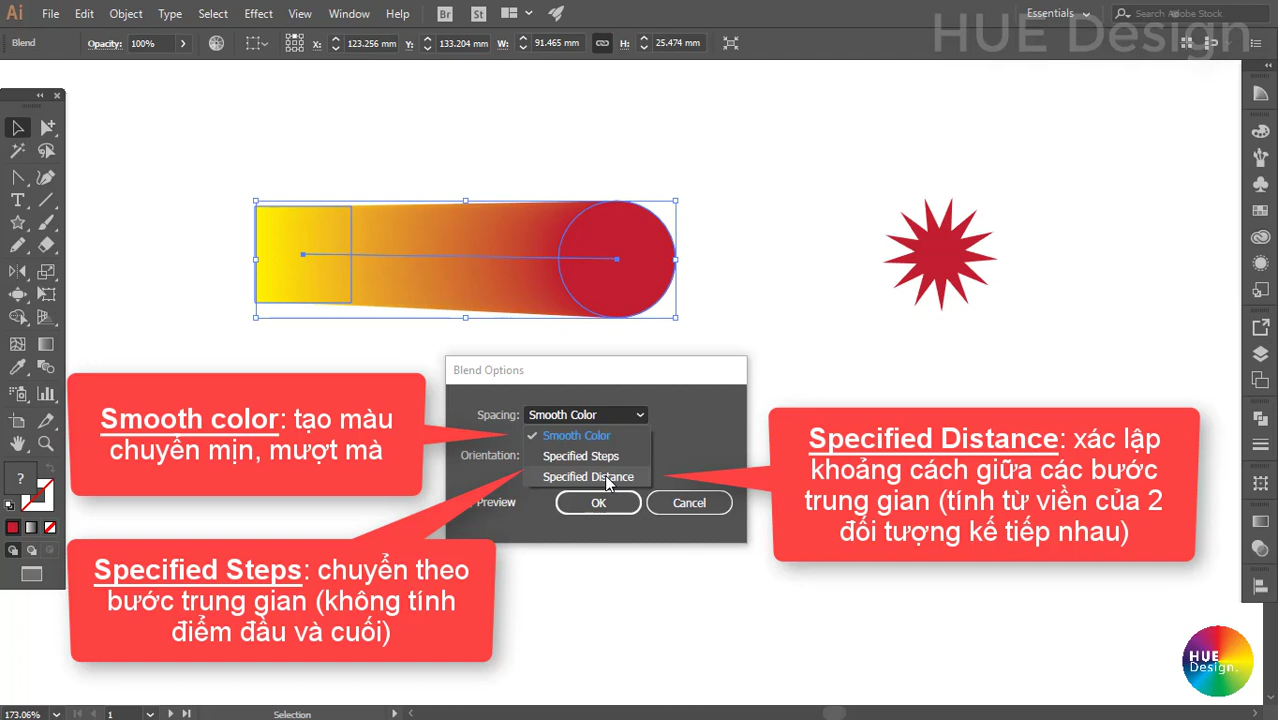 Ai File Edit Object Type Select Effect View Window Help Br St Essentials Search Adobe Stock
HUE Design
Blend Opacity: 100% X: 123.256 mm Y: 133.204 mm W: 91.465 mm H: 25.474 mm
Blend Options
Spacing: Smooth Color
Smooth Color
Specified Steps
Specified Distance
Orientation:
Preview OK Cancel
Smooth color: tạo màu
chuyển mịn, mượt mà
Specified Distance: xác lập
khoảng cách giữa các bước
trung gian (tính từ viền của 2
đối tượng kế tiếp nhau)
Specified Steps: chuyển theo
bước trung gian (không tính
điểm đầu và cuối)
?
HUE
Design.
173.06% 1 Selection